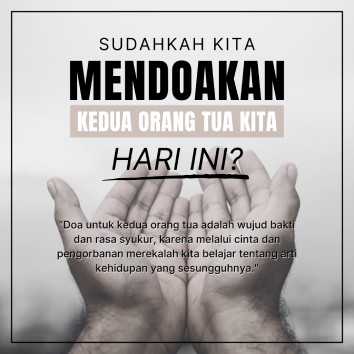 SUDAHKAH KITA
MENDOAKAN
KEDUA ORANG TUA KITA
HARI INI?
"Doa untuk kedua orang tua adalah wujud bakti
dan rasa syukur, karena melalui cinta dan
pengorbanan merekalah kita belajar tentang arti
kehidupan yang sesungguhnya."